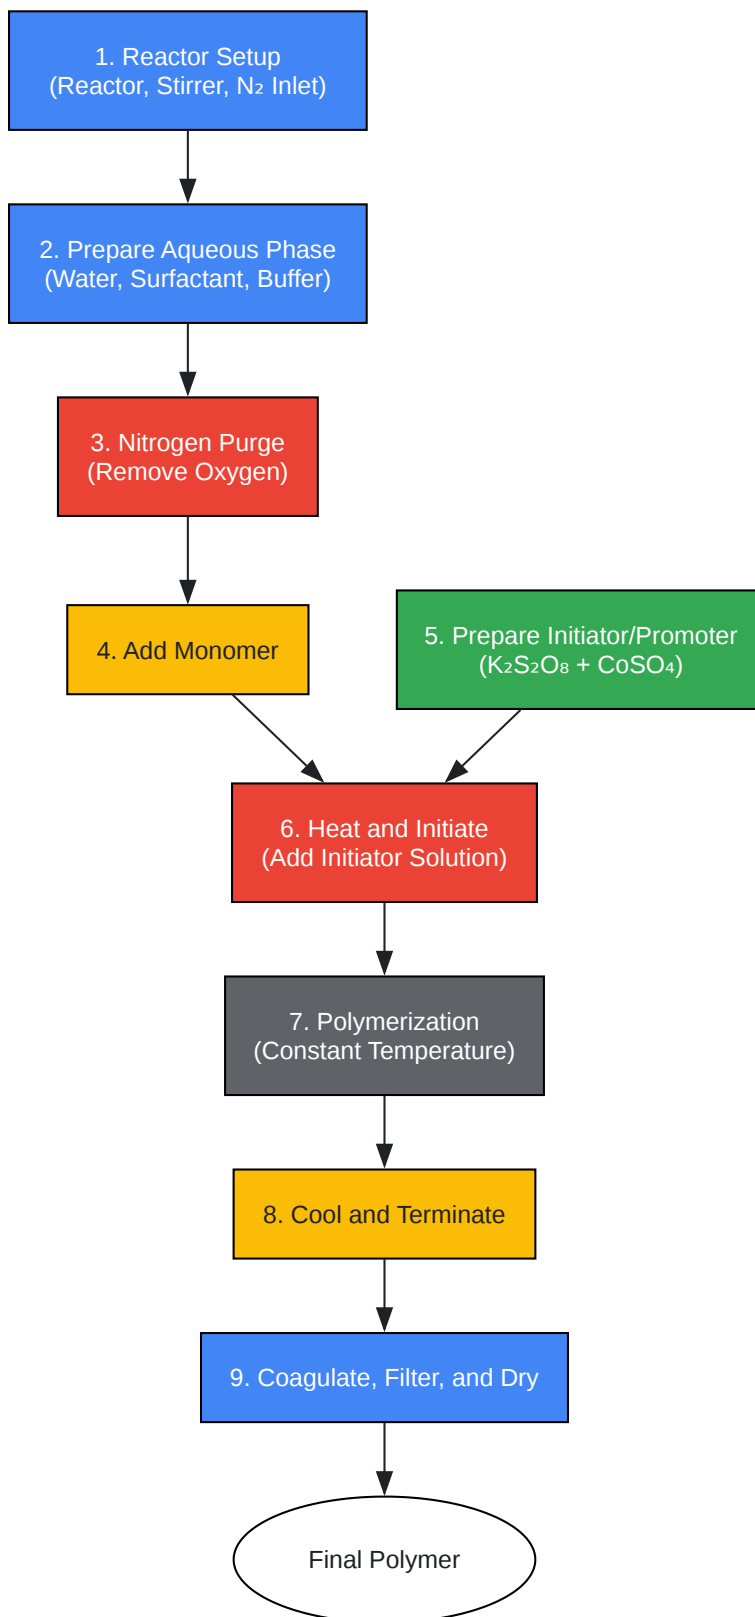 1. Reactor Setup
(Reactor, Stirrer, N₂ Inlet)
2. Prepare Aqueous Phase
(Water, Surfactant, Buffer)
3. Nitrogen Purge
(Remove Oxygen)
4. Add Monomer
5. Prepare Initiator/Promoter
(K₂S₂O₈ + CoSO₄)
6. Heat and Initiate
(Add Initiator Solution)
7. Polymerization
(Constant Temperature)
8. Cool and Terminate
9. Coagulate, Filter, and Dry
Final Polymer